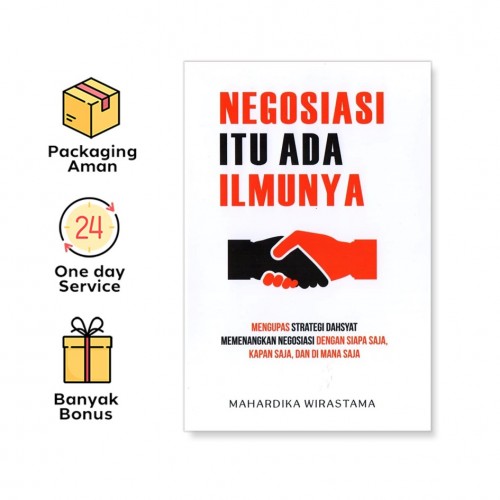 Packaging
Aman
24
One day
Service
Banyak
Bonus
NEGOSIASI
ITU ADA
ILMUNYA
MENGUPAS STRATEGI DAHSYAT
MEMENANGKAN NEGOSIASI DENGAN SIAPA SAJA,
KAPAN SAJA, DAN DI MANA SAJA
MAHARDIKA WIRASTAMA